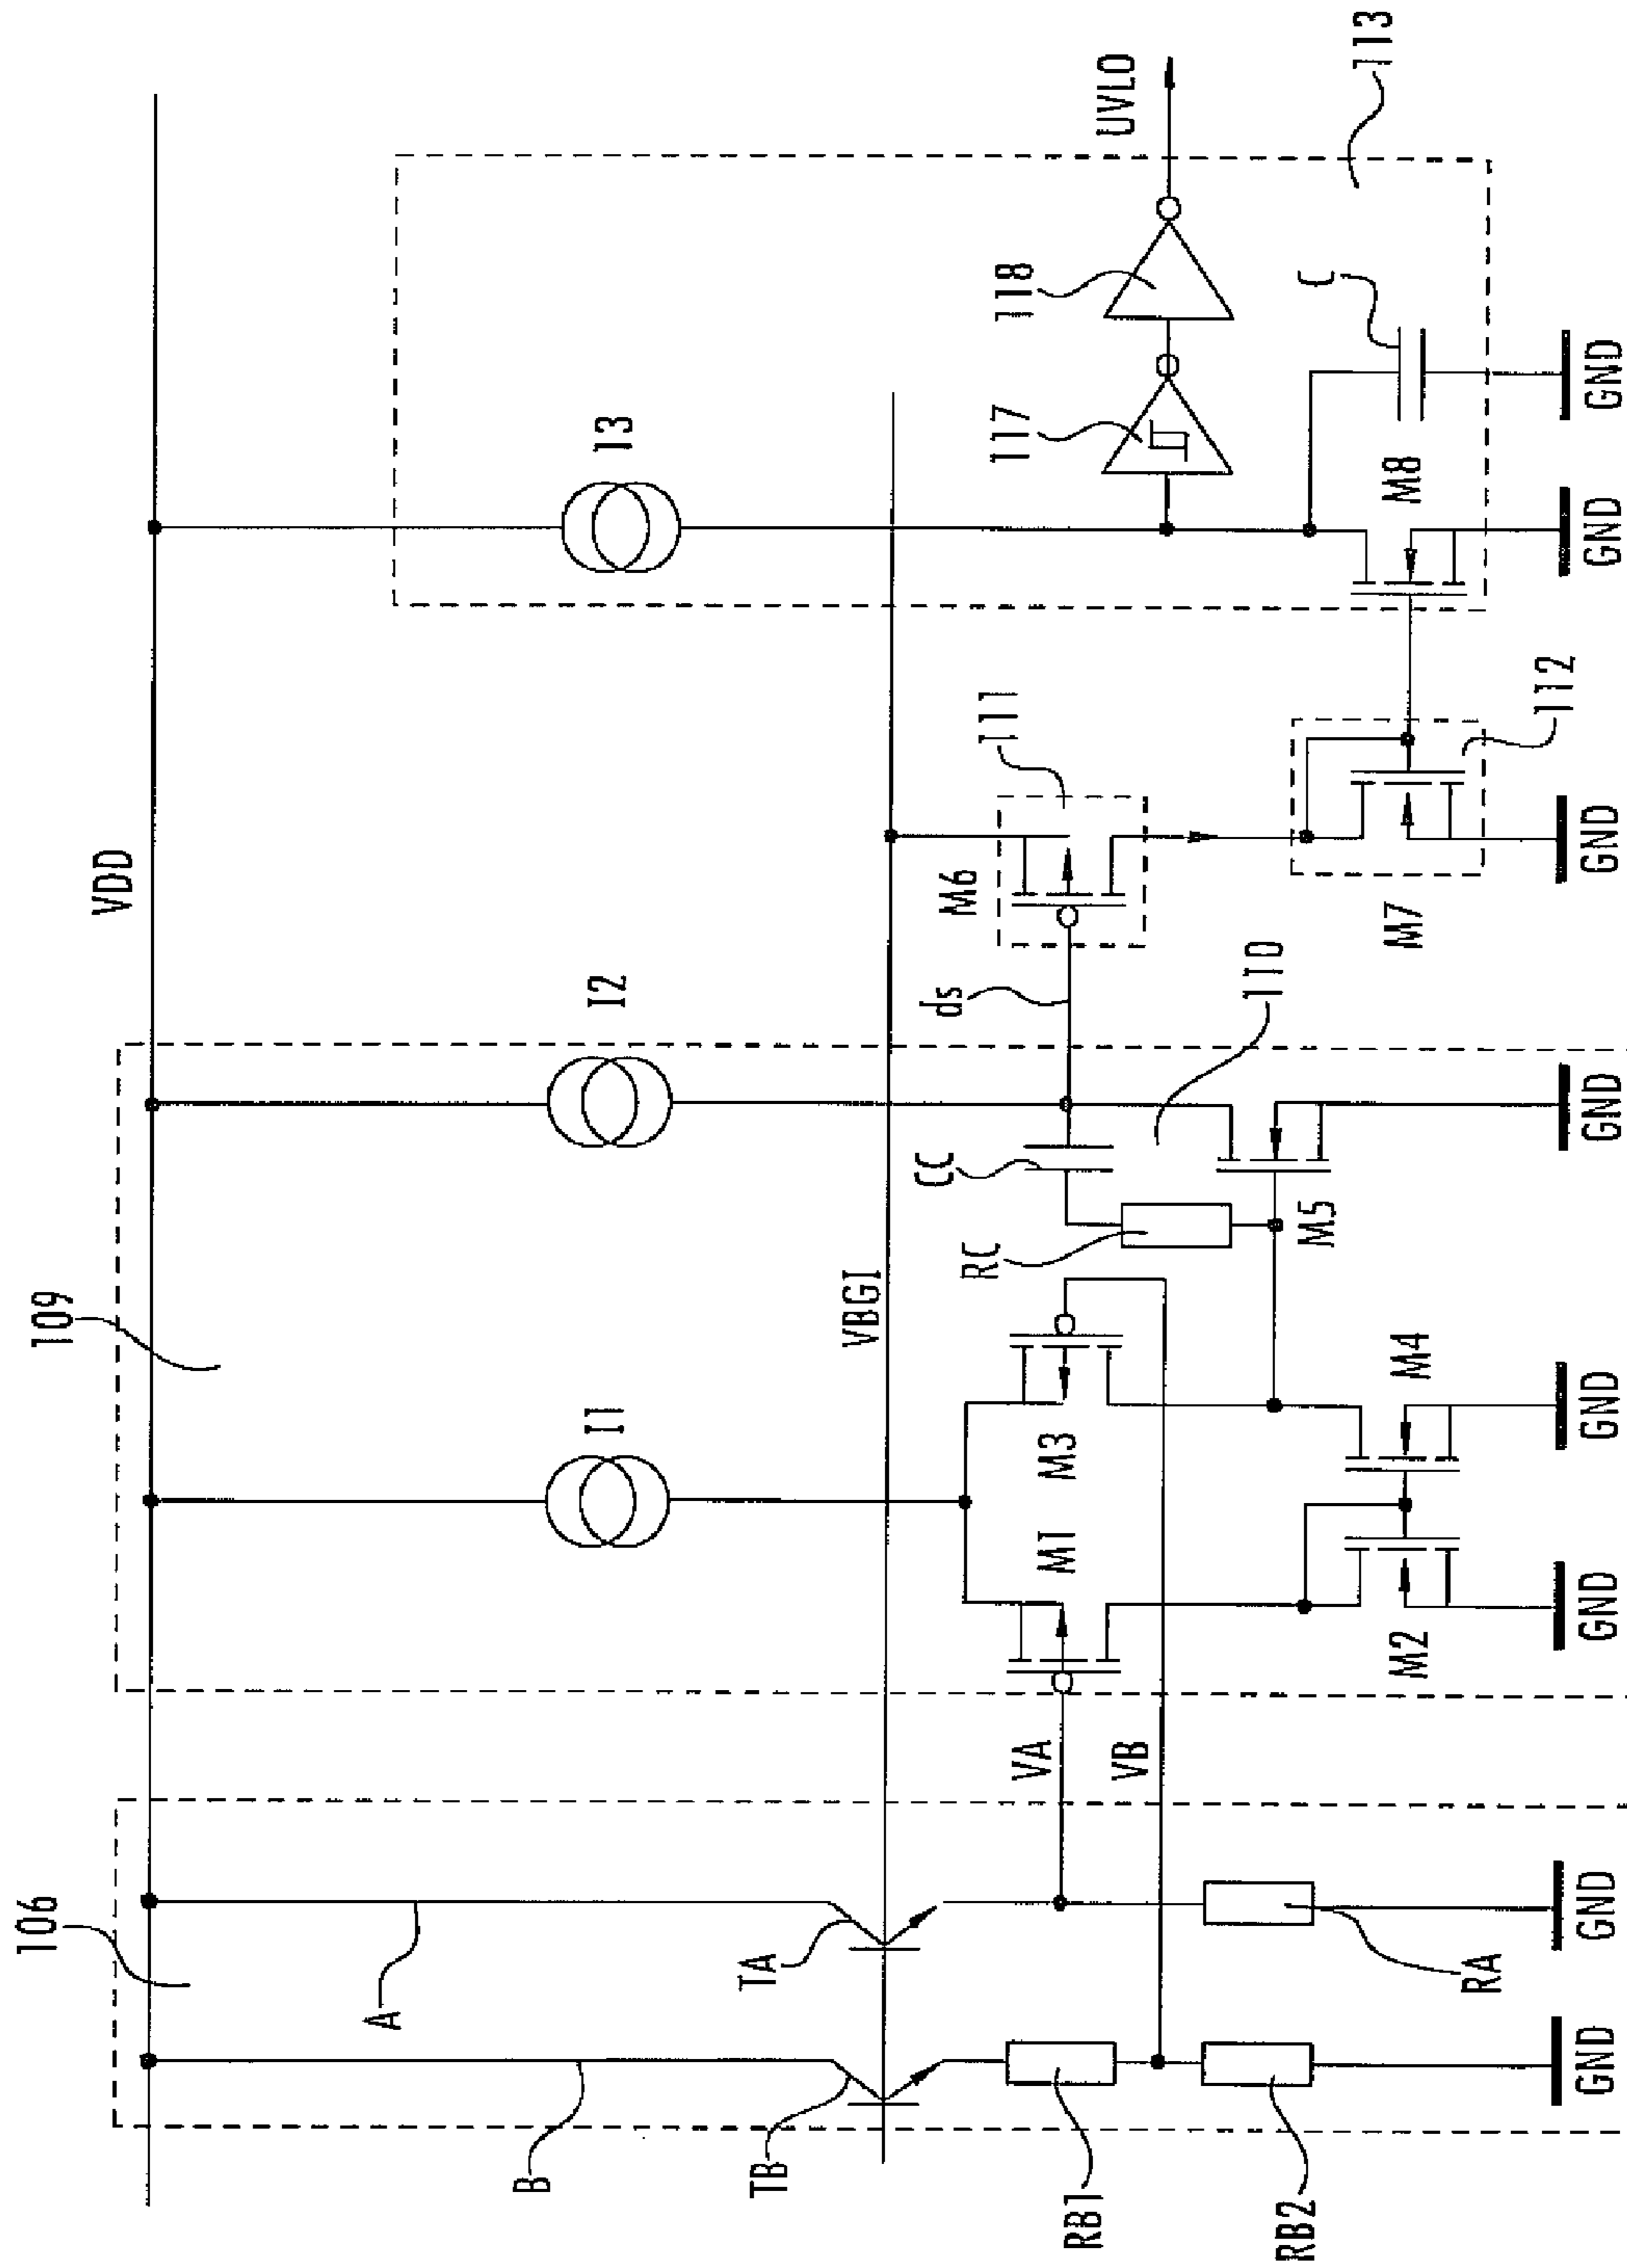 106
109
VDD
A
B
I1
I2
I3
TB
TA
VBGI
M6
ds
CC
RC
111
117
118
VA
M1
M3
RB1
UVLO
VB
110
RB2
M5
C
113
M2
M4
M7
M8
RA
112
GND
GND
GND
GND
GND
GND
GND
GND